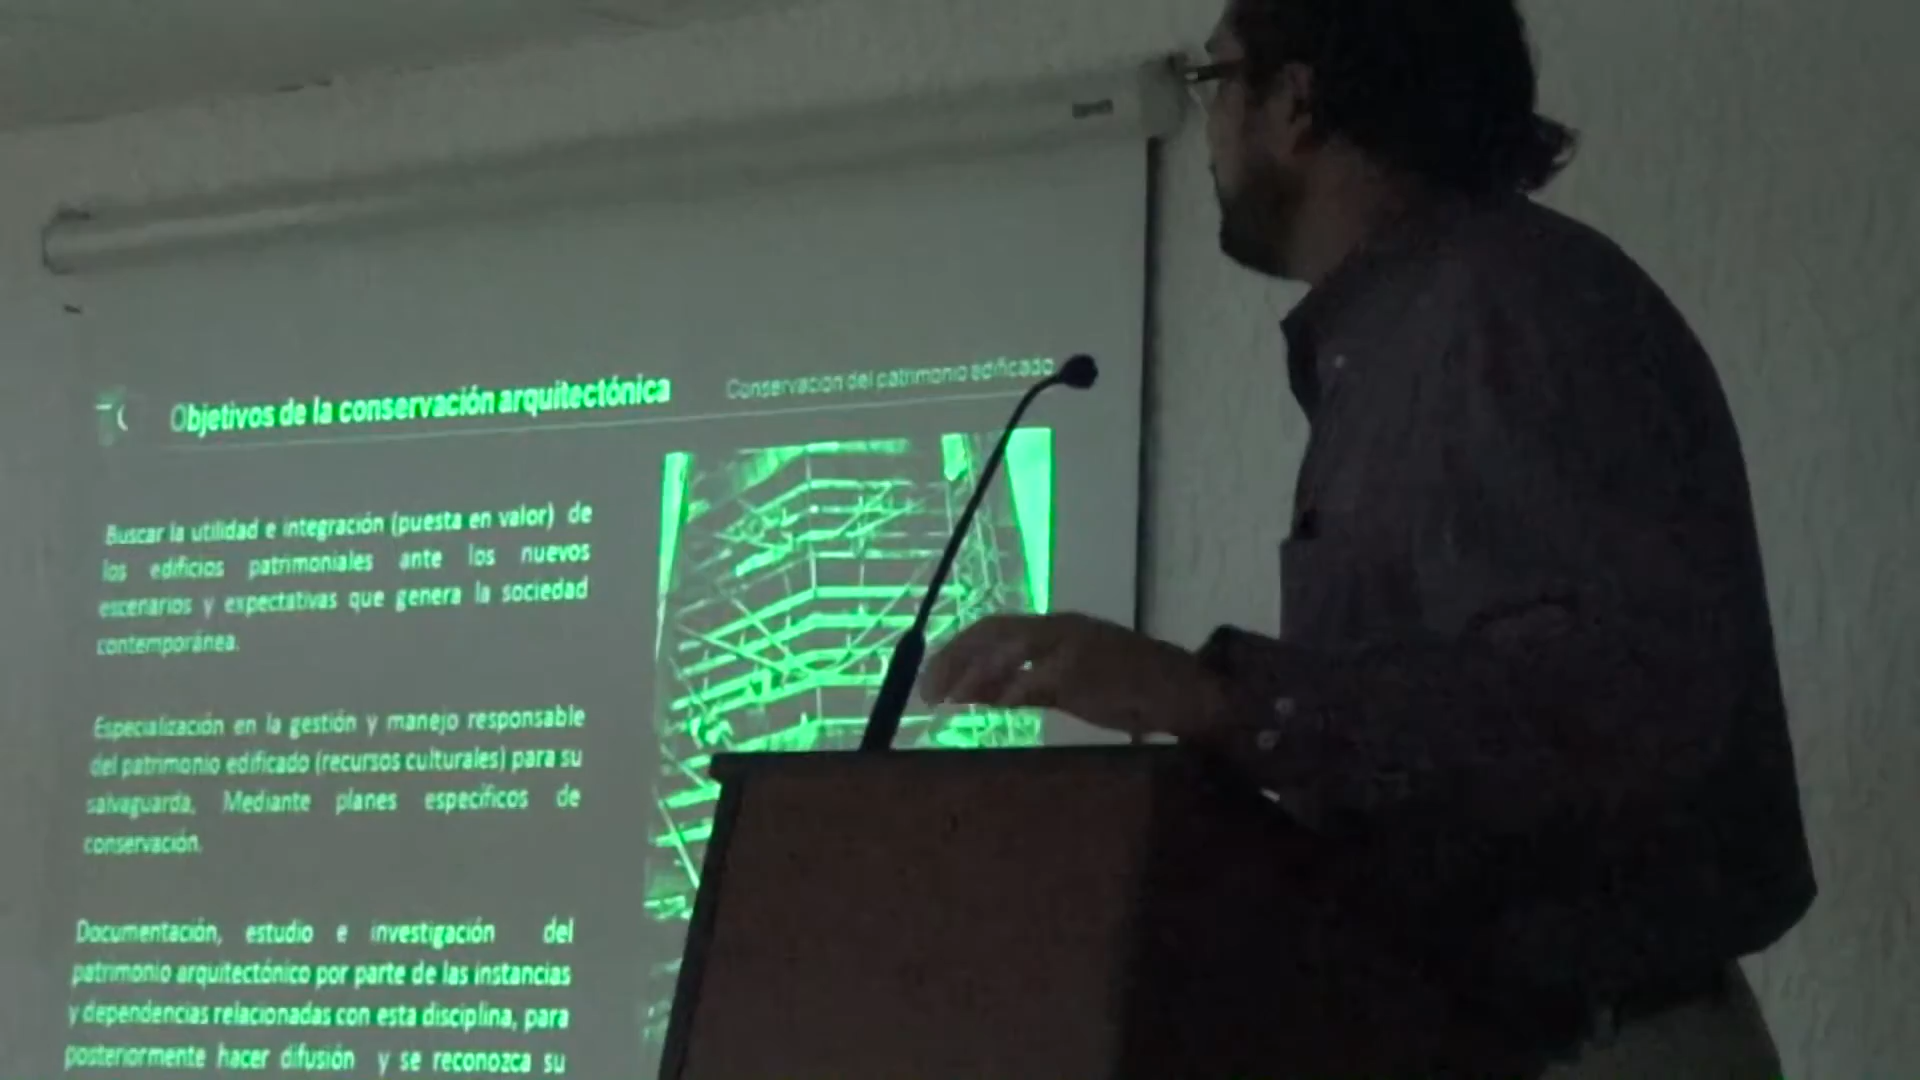 Objetivos de la conservación arquitectónica
Conservacion del patrimonio edificado
Buscar la utilidad e integración (puesta en valor) de
los edificios patrimoniales ante los nuevos
escenarios y expectativas que genera la sociedad
contemporánea.
Especialización en la gestión y manejo responsable
del patrimonio edificado (recursos culturales) para su
salvaguarda, Mediante planes específicos de
conservación.
Documentación, estudio e investigación del
patrimonio arquitectónico por parte de las instancias
y dependencias relacionadas con esta disciplina, para
posteriormente hacer difusión y se reconozca su